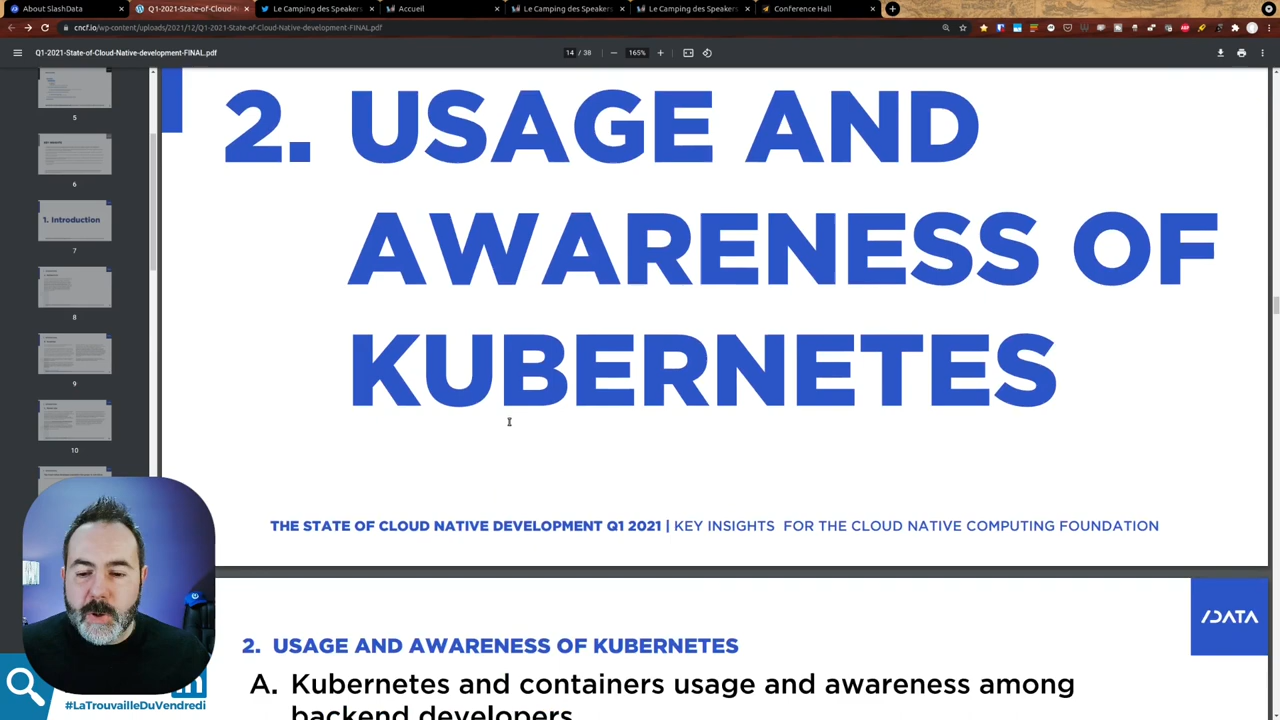 About SlashData
Q1-2021-State-of-Cloud-N
Le Camping des Speakers
Accueil
Le Camping des Speakers
Le Camping des Speakers
Conference Hall
cncf.io/wp-content/uploads/2021/12/Q1-2021-State-of-Cloud-Native-development-FINAL.pdf
Q1-2021-State-of-Cloud-Native-development-FINAL.pdf
14 / 38
165%
5
6
1. Introduction
7
8
9
10
2. USAGE AND
AWARENESS OF
KUBERNETES
THE STATE OF CLOUD NATIVE DEVELOPMENT Q1 2021 | KEY INSIGHTS FOR THE CLOUD NATIVE COMPUTING FOUNDATION
/DATA
2. USAGE AND AWARENESS OF KUBERNETES
A. Kubernetes and containers usage and awareness among
backend developers
#LaTrouvailleDuVendredi